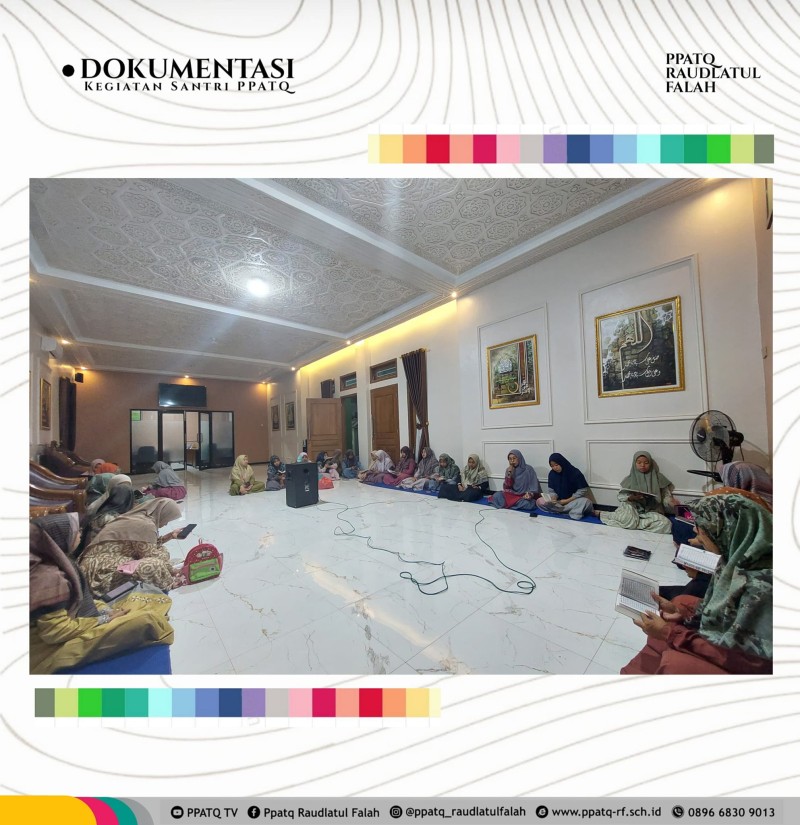 DOKUMENTASI
Kegiatan Santri PPATQ
PPATQ
RAUDLATUL
FALAH
PPATQ TV Ppatq Raudlatul Falah @ppatq_raudlatulfalah www.ppatq-rf.sch.id 0896 6830 9013